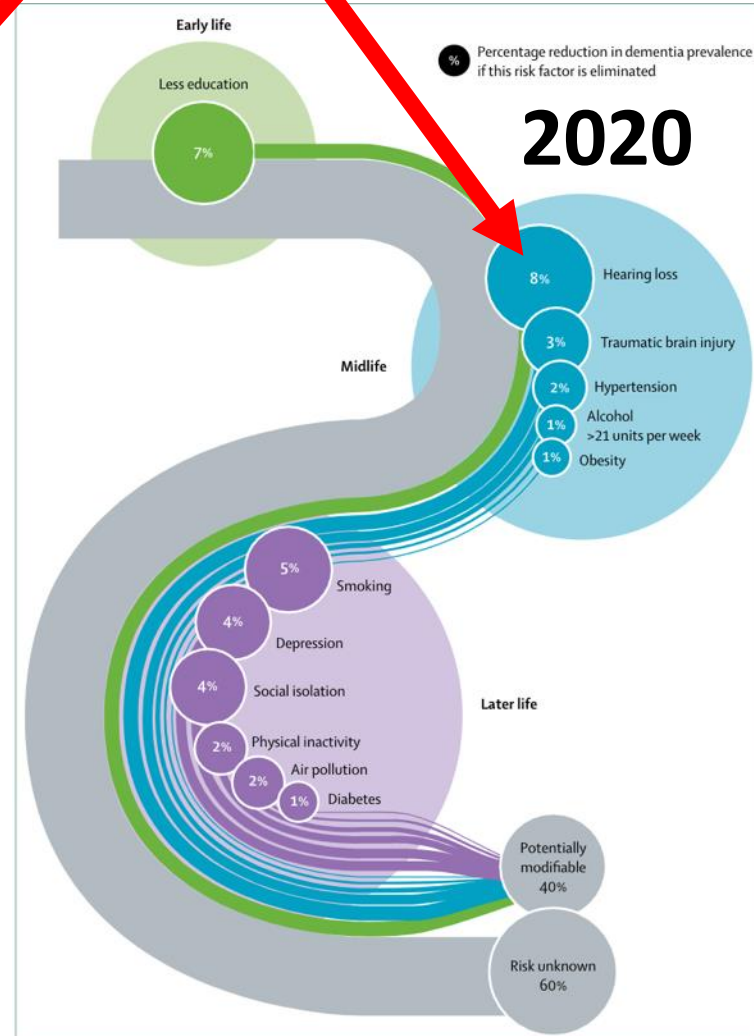 Early life
% Percentage reduction in dementia prevalence
if this risk factor is eliminated
Less education
7%
2020
8%
Hearing loss
3%
Traumatic brain injury
Midlife
2%
Hypertension
1%
Alcohol
>21 units per week
1%
Obesity
5%
Smoking
4%
Depression
4%
Social isolation
Later life
2%
Physical inactivity
2%
Air pollution
1%
Diabetes
Potentially
modifiable
40%
Risk unknown
60%